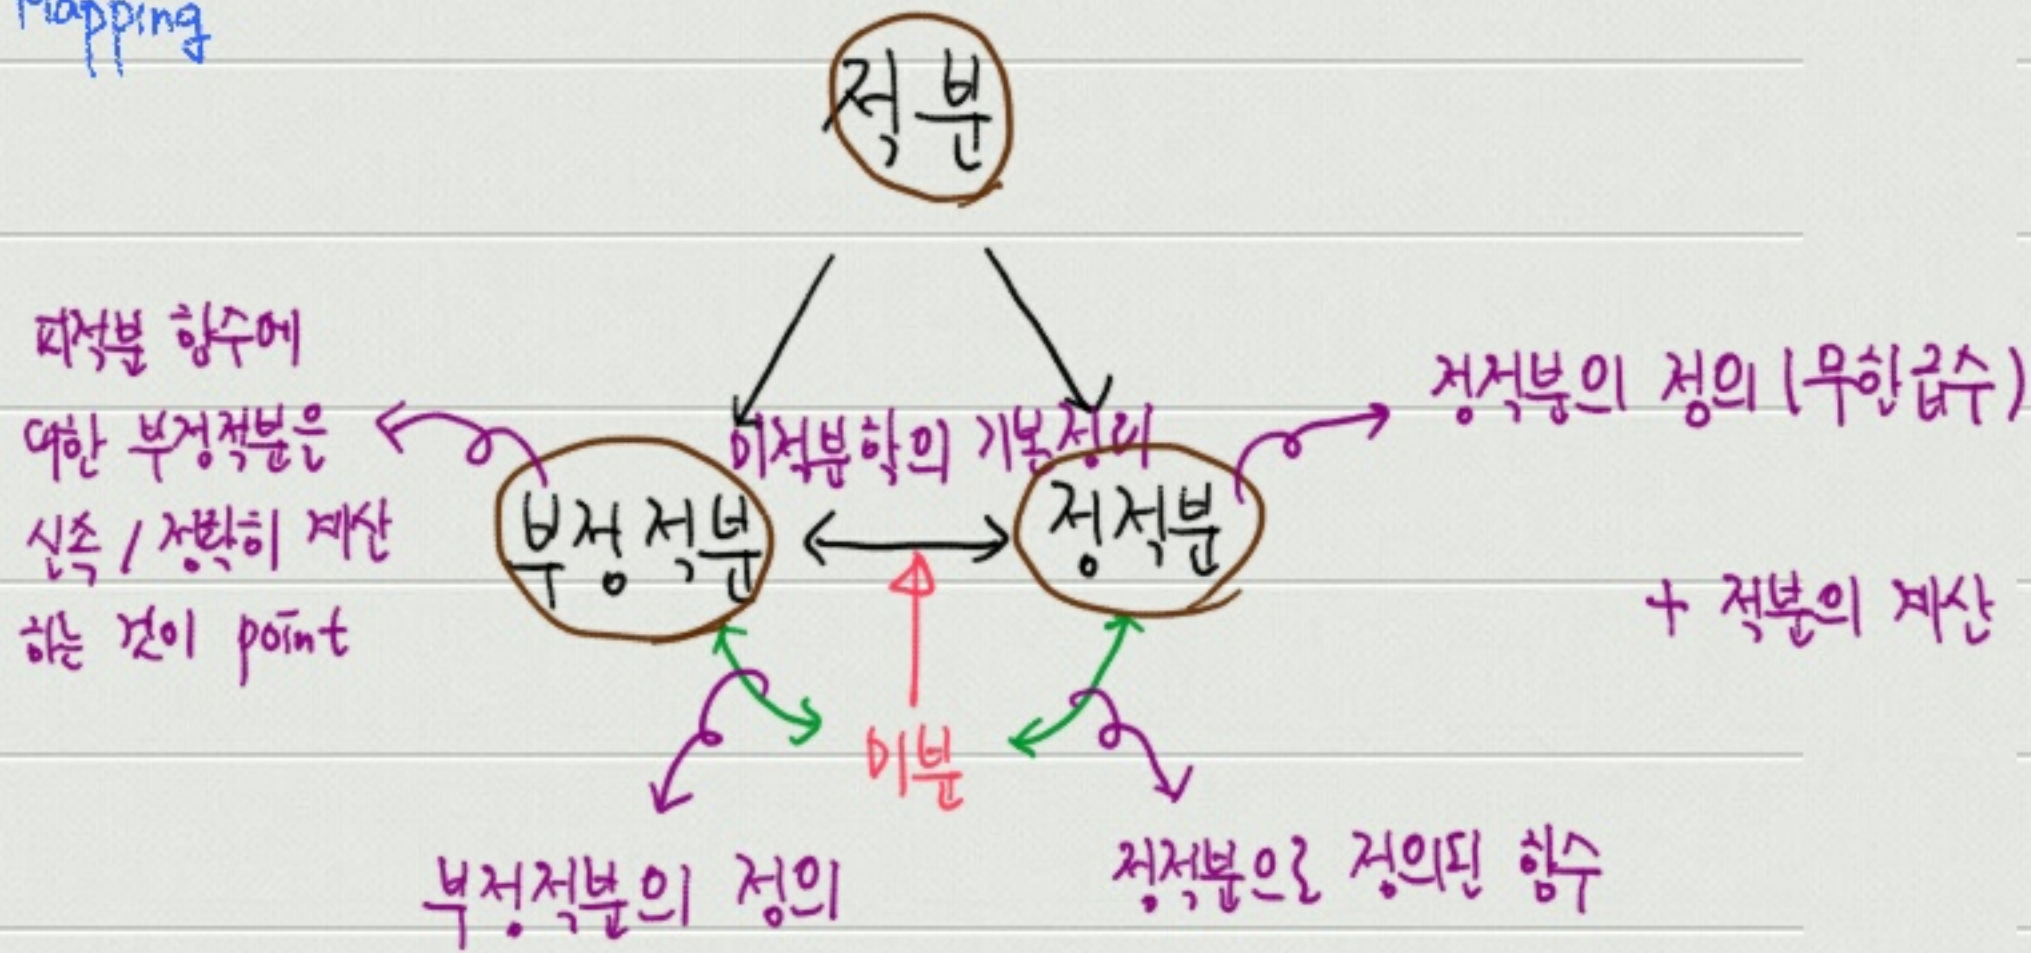 Mapping
적분
피적분 함수에
대한 부정적분을
신속 / 정확히 계산
하는 것이 point
미적분학의 기본정리
정적분의 정의 (무한급수)
부정적분
정적분
+ 적분의 계산
미분
부정적분의 정의
정적분으로 정의된 함수